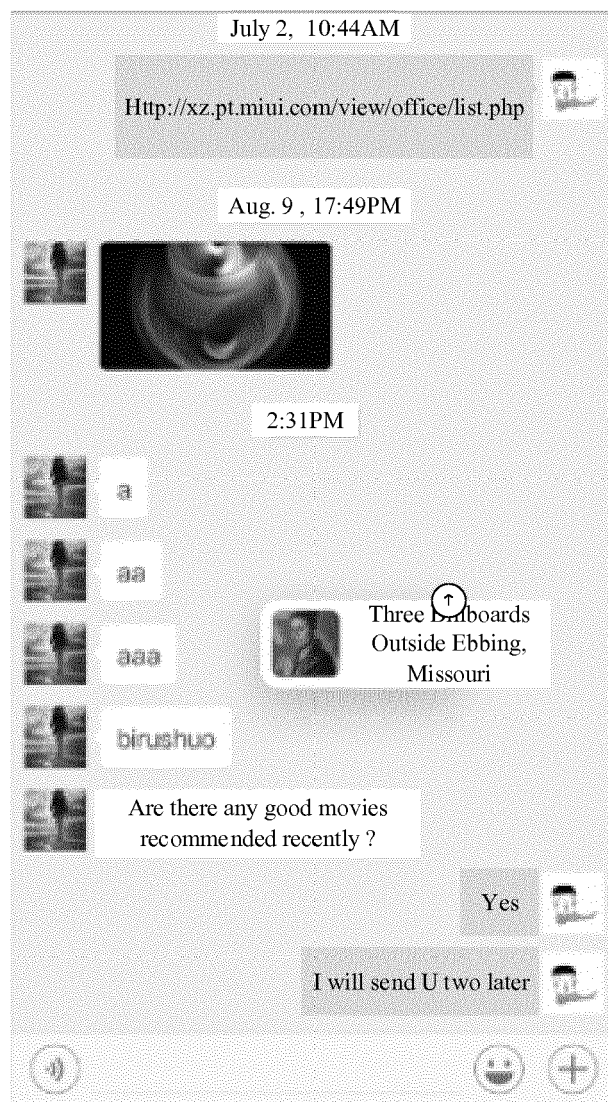 July 2, 10:44AM
Http://xz.pt.miui.com/view/office/list.php
Aug. 9 , 17:49PM
2:31PM
a
aa
aaa
birushuo
Three Billboards
Outside Ebbing,
Missouri
Are there any good movies
recommended recently ?
Yes
I will send U two later